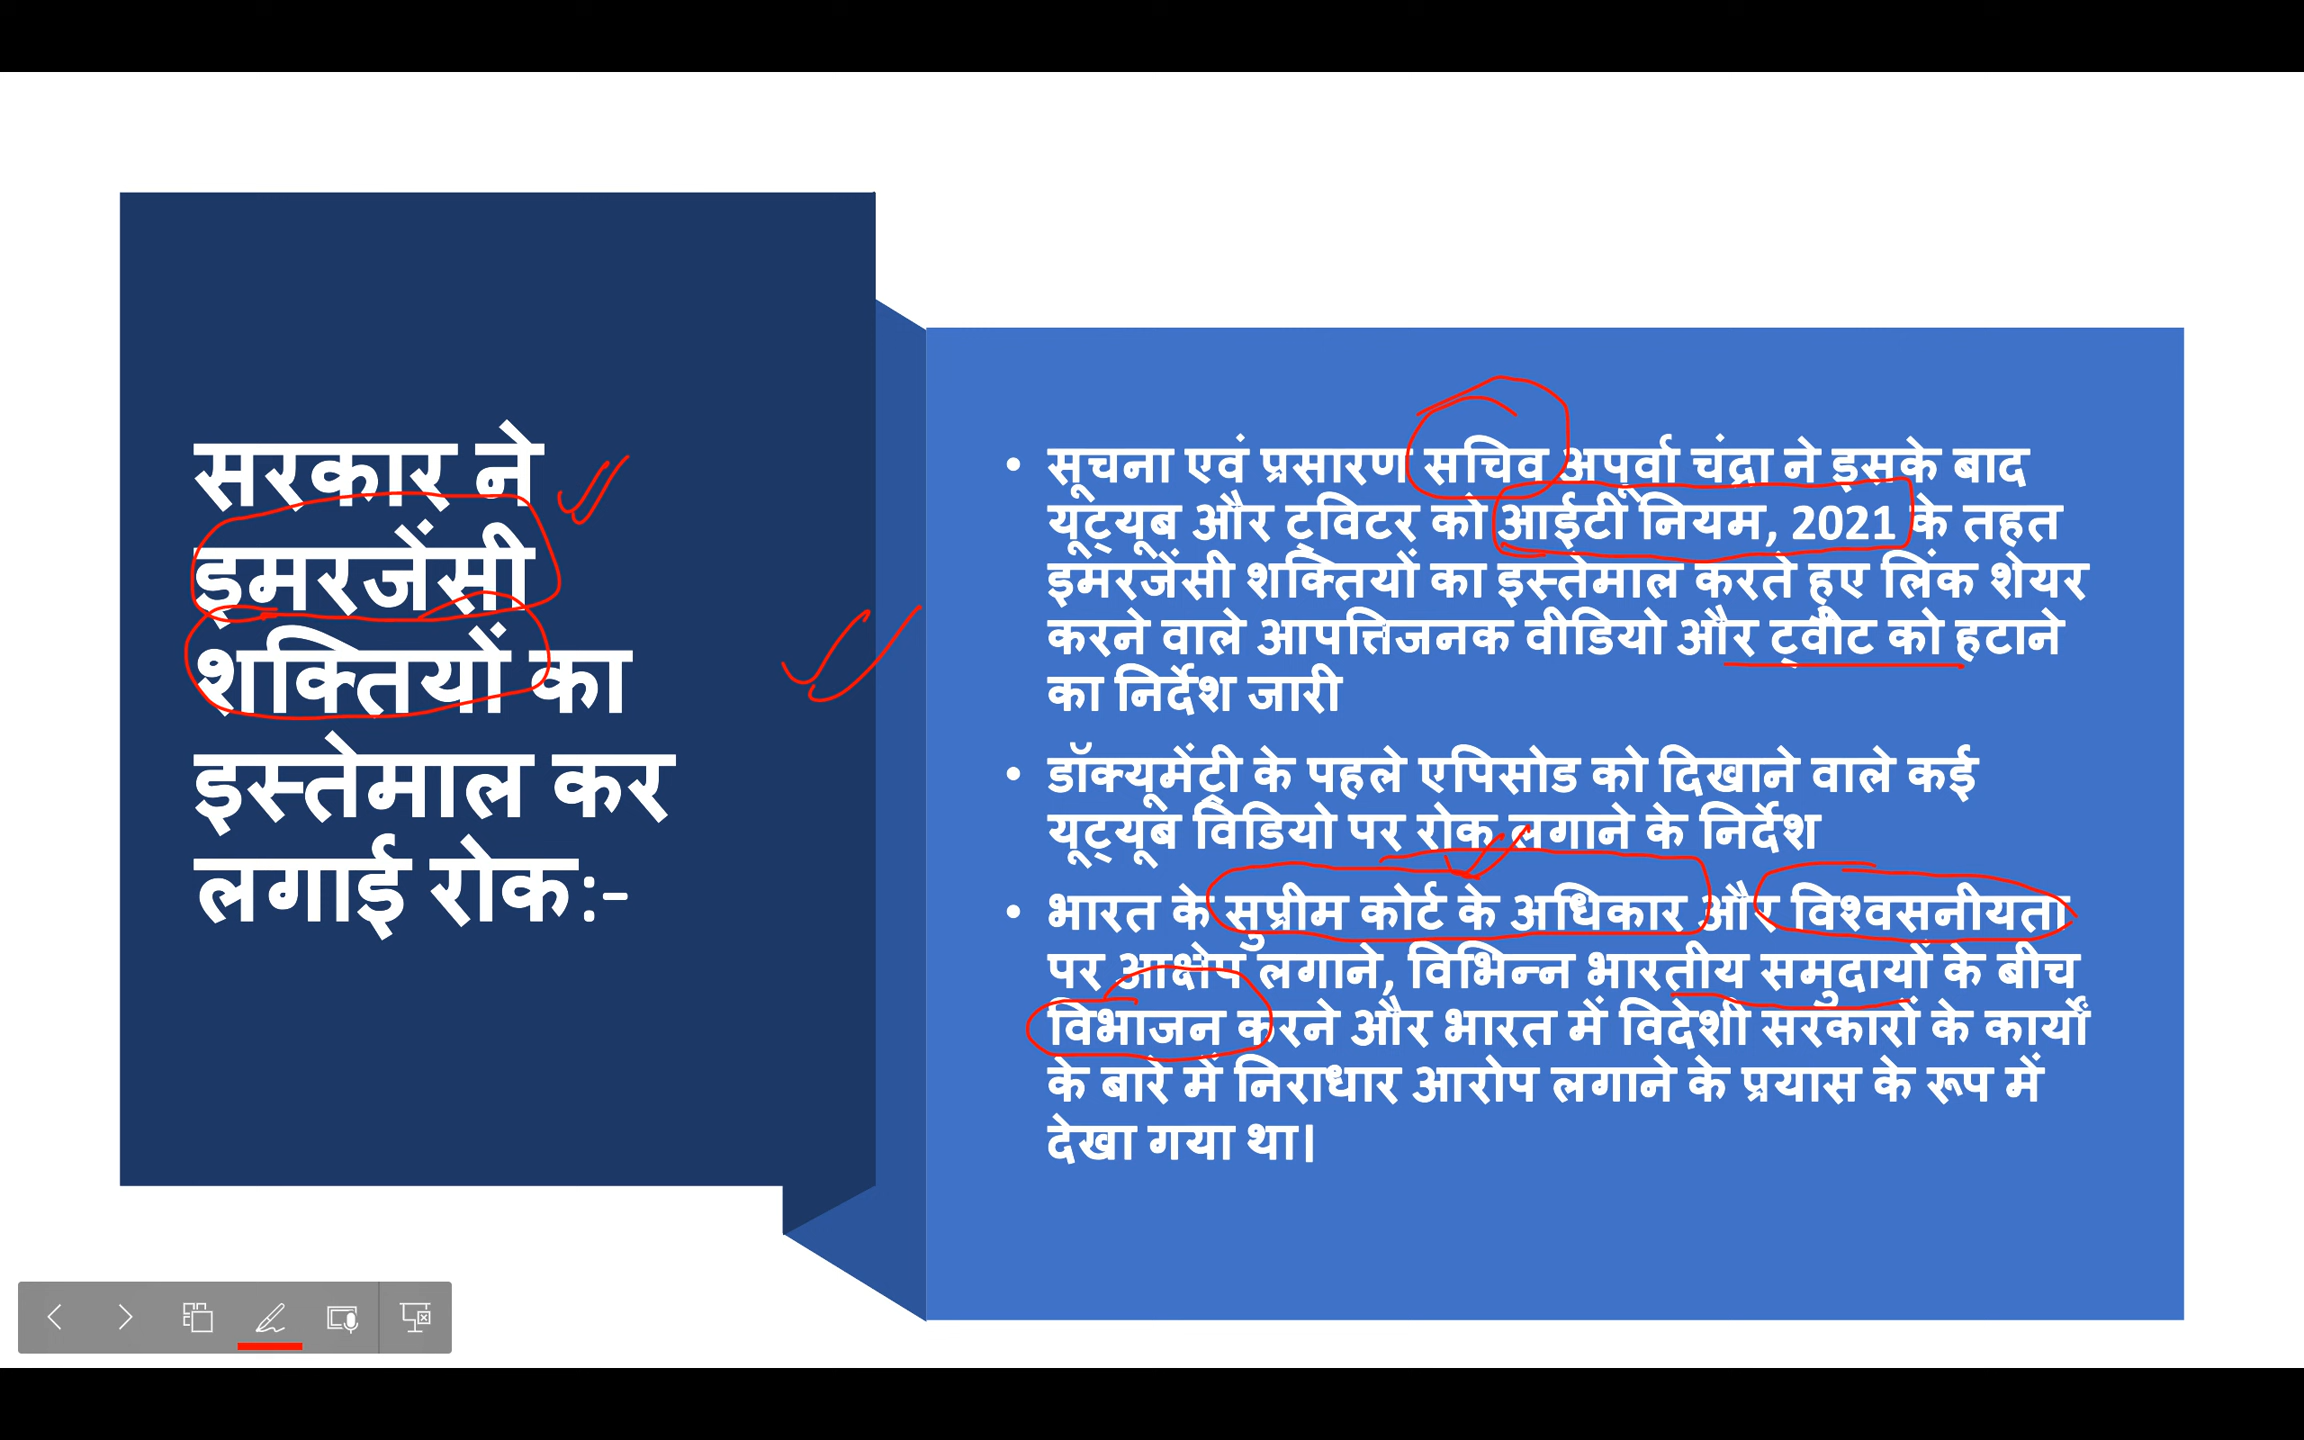 सरकार ने
इमरजेंसी
शक्तियों का
इस्तेमाल कर
लगाई रोक:-
• सूचना एवं प्रसारण सचिव अपूर्वा चंद्रा ने इसके बाद
यूट्यूब और ट्विटर को आईटी नियम, 2021 के तहत
इमरजेंसी शक्तियों का इस्तेमाल करते हुए लिंक शेयर
करने वाले आपत्तिजनक वीडियो और ट्वीट को हटाने
का निर्देश जारी
• डॉक्यूमेंट्री के पहले एपिसोड को दिखाने वाले कई
यूट्यूब विडियो पर रोक लगाने के निर्देश
• भारत के सुप्रीम कोर्ट के अधिकार और विश्वसनीयता
पर आक्षेप लगाने, विभिन्न भारतीय समुदायों के बीच
विभाजन करने और भारत में विदेशी सरकारों के कार्यों
के बारे में निराधार आरोप लगाने के प्रयास के रूप में
देखा गया था।